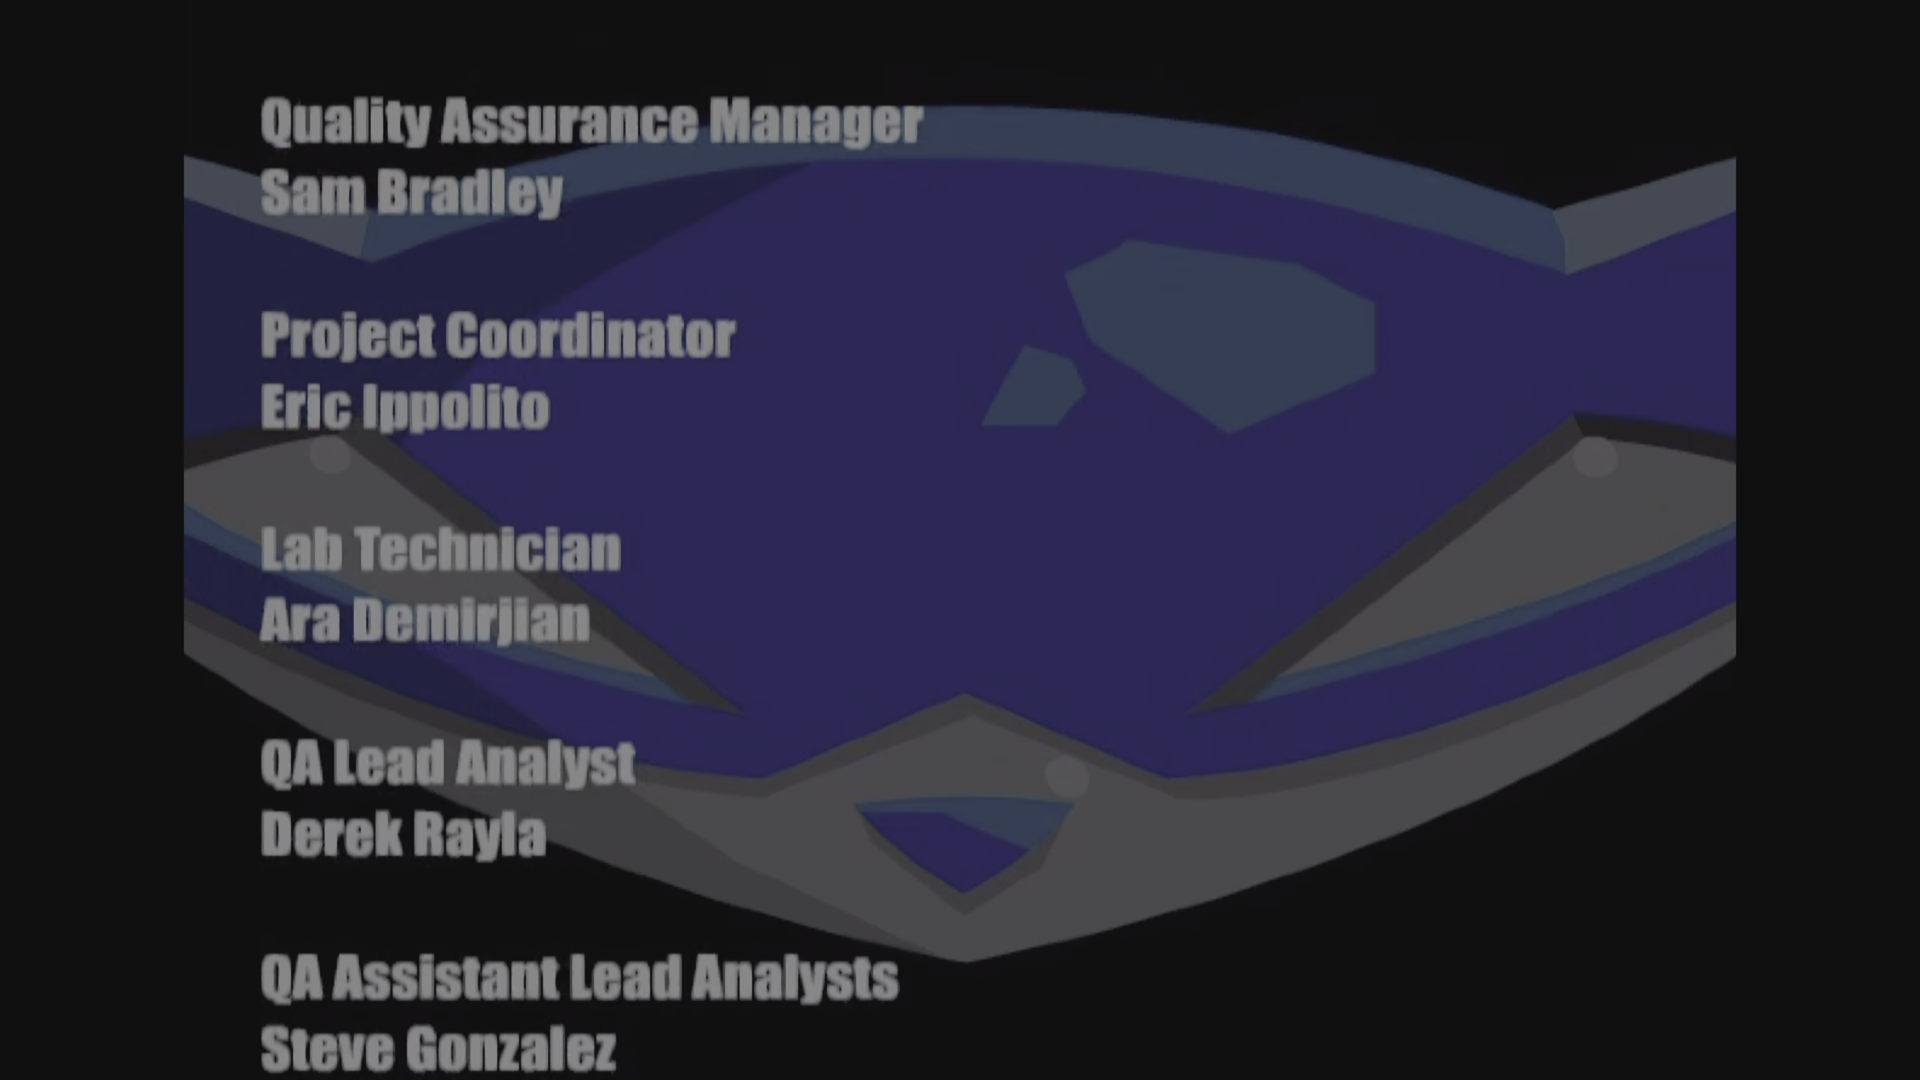 Quality Assurance Manager
Sam Bradley
Project Coordinator
Eric Ippolito
Lab Technician
Ara Demirjian
QA Lead Analyst
Derek Rayla
QA Assistant Lead Analysts
Steve Gonzalez